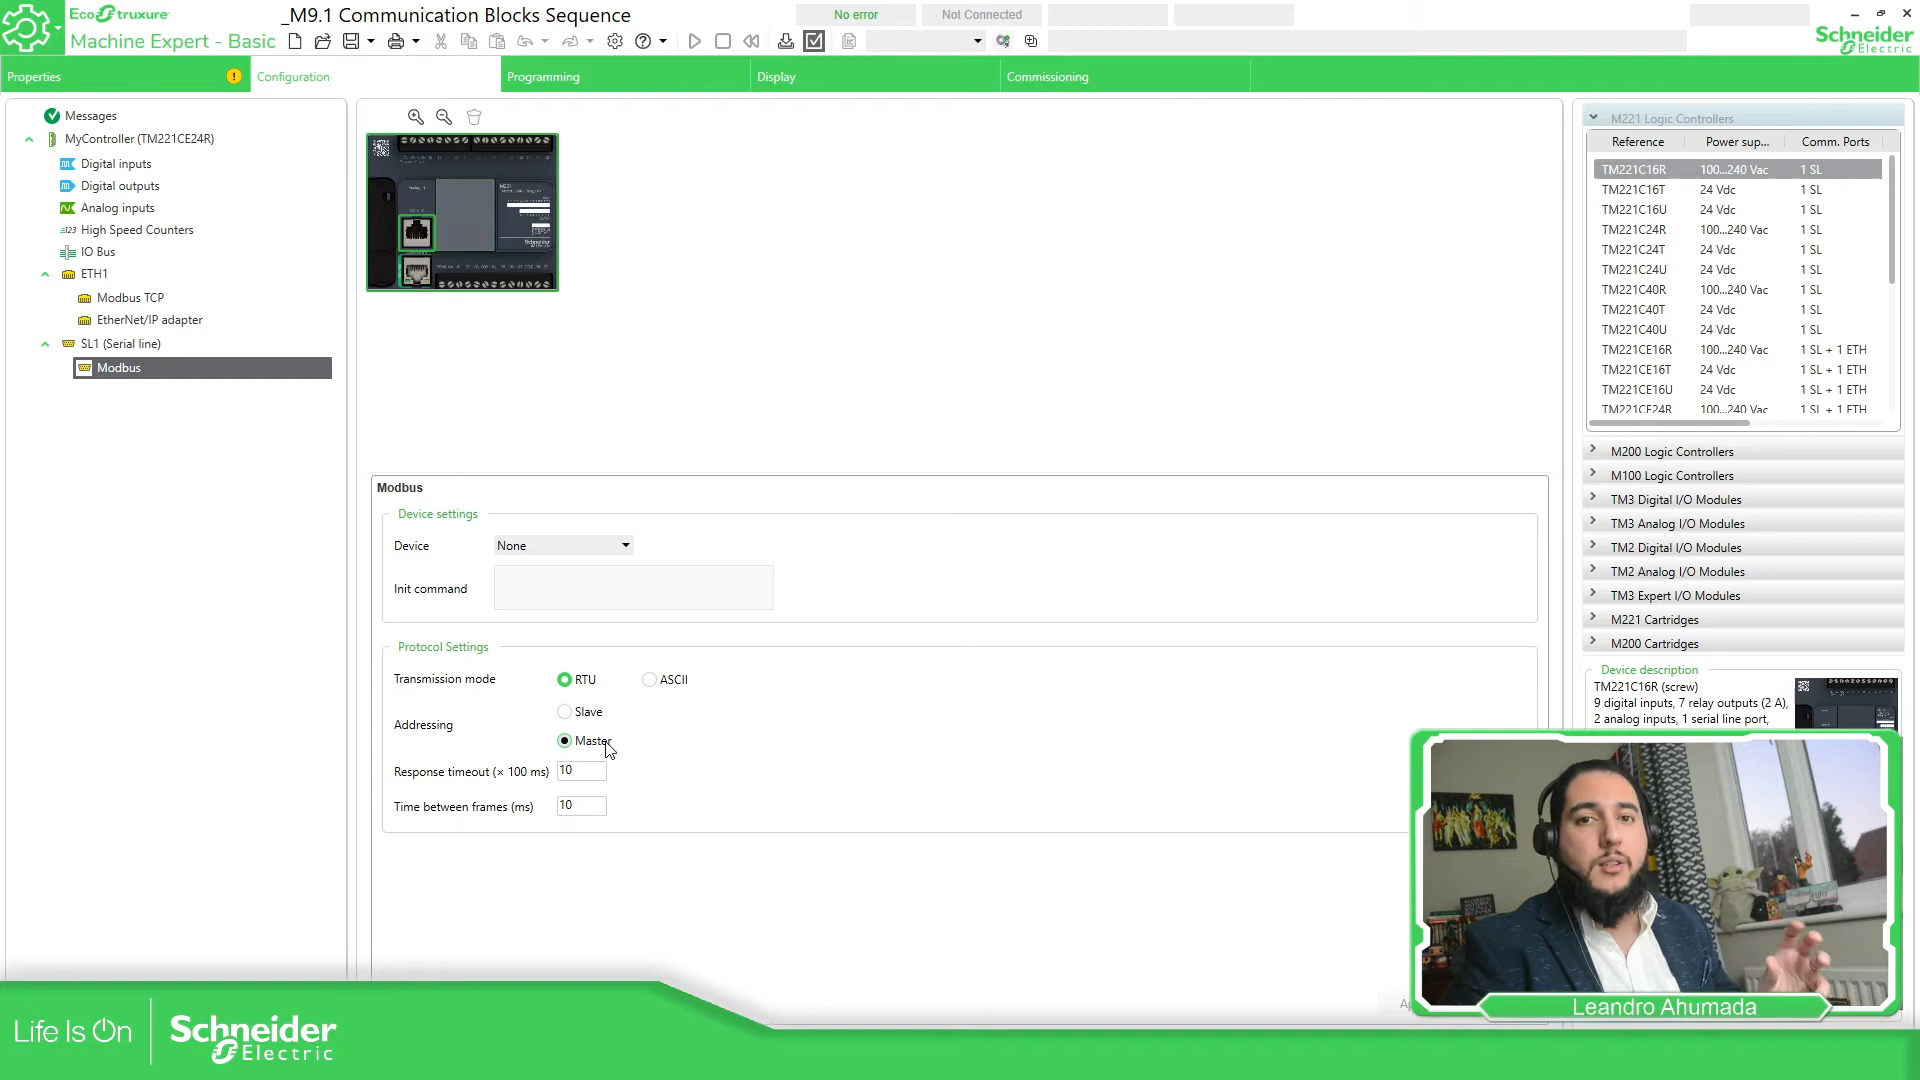 EcoStruxure
Machine Expert - Basic
_M9.1 Communication Blocks Sequence
No error
Not Connected
Schneider
Electric
Properties
Configuration
Programming
Display
Commissioning
Messages
MyController (TM221CE24R)
Digital inputs
Digital outputs
Analog inputs
High Speed Counters
IO Bus
ETH1
Modbus TCP
EtherNet/IP adapter
SL1 (Serial line)
Modbus
Modbus
Device settings
Device
None
Init command
Protocol Settings
Transmission mode
RTU
ASCII
Addressing
Slave
Master
Response timeout (× 100 ms)
10
Time between frames (ms)
10
M221 Logic Controllers
Reference Power sup... Comm. Ports
TM221C16R 100...240 Vac 1 SL
TM221C16T 24 Vdc 1 SL
TM221C16U 24 Vdc 1 SL
TM221C24R 100...240 Vac 1 SL
TM221C24T 24 Vdc 1 SL
TM221C24U 24 Vdc 1 SL
TM221C40R 100...240 Vac 1 SL
TM221C40T 24 Vdc 1 SL
TM221C40U 24 Vdc 1 SL
TM221CE16R 100...240 Vac 1 SL + 1 ETH
TM221CE16T 24 Vdc 1 SL + 1 ETH
TM221CE16U 24 Vdc 1 SL + 1 ETH
TM221CE24R 100...240 Vac 1 SL + 1 ETH
M200 Logic Controllers
M100 Logic Controllers
TM3 Digital I/O Modules
TM3 Analog I/O Modules
TM2 Digital I/O Modules
TM2 Analog I/O Modules
TM3 Expert I/O Modules
M221 Cartridges
M200 Cartridges
Device description
TM221C16R (screw)
9 digital inputs, 7 relay outputs (2 A),
2 analog inputs, 1 serial line port,
Leandro Ahumada
Life Is On
Schneider
Electric